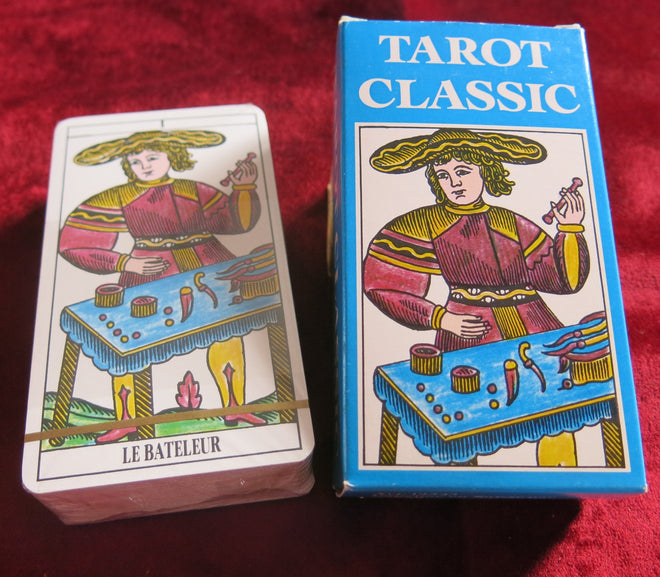 I
LE BATELEUR
TAROT
CLASSIC